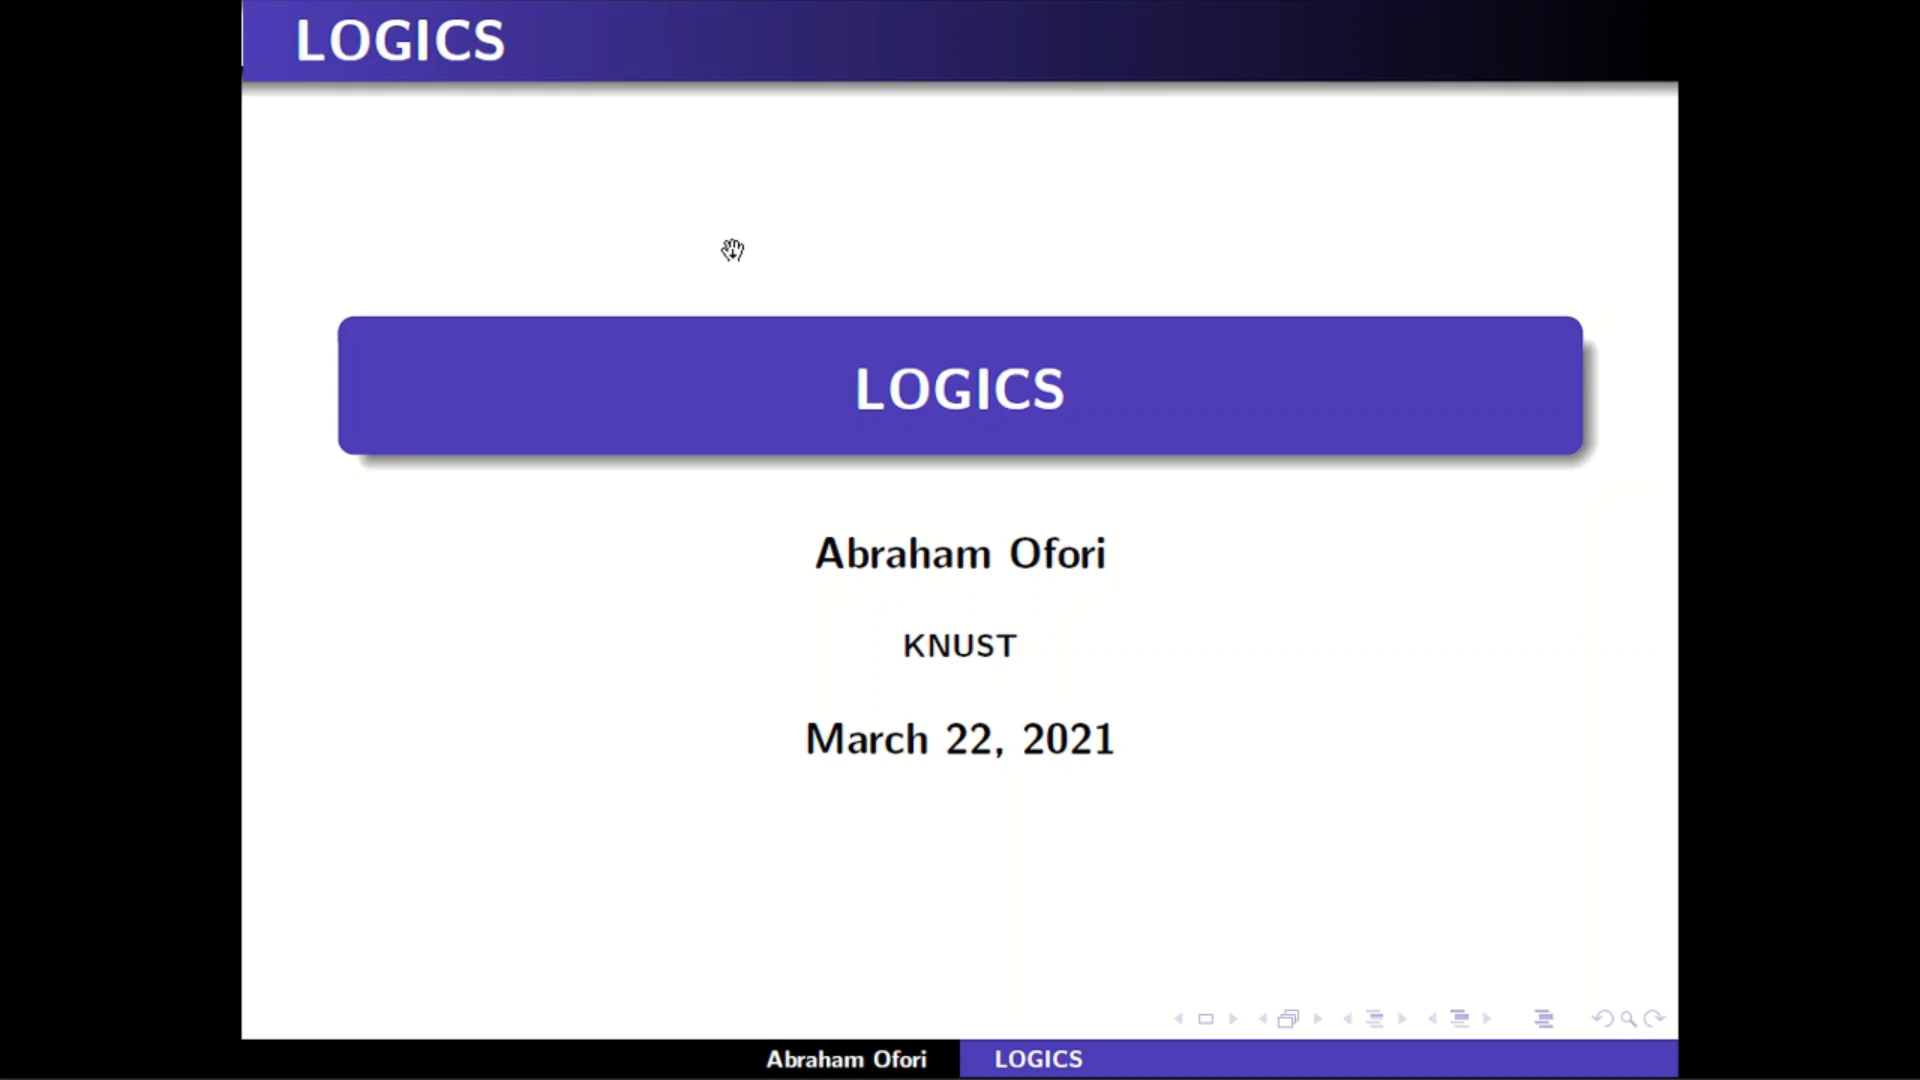 LOGICS
LOGICS
Abraham Ofori
KNUST
March 22, 2021
Abraham Ofori LOGICS